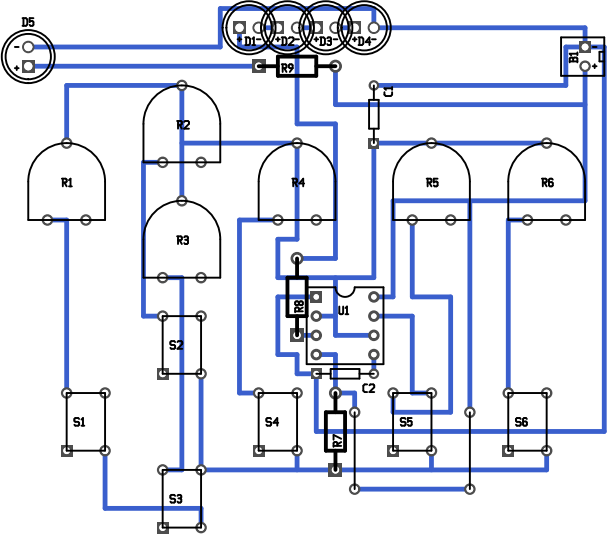 D5
-
+
+D1-
+D2-
+D3-
+D4-
B1
-
+
R9
C1
R2
R1
R4
R5
R6
R3
R8
U1
S2
C2
S1
S4
R7
S5
S6
S3